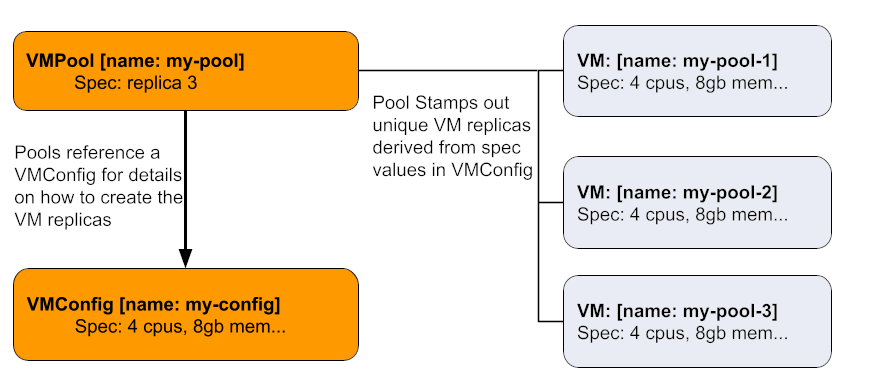 VMPool [name: my-pool]
Spec: replica 3
Pools reference a
VMConfig for details
on how to create the
VM replicas
VMConfig [name: my-config]
Spec: 4 cpus, 8gb mem...
Pool Stamps out
unique VM replicas
derived from spec
values in VMConfig
VM: [name: my-pool-1]
Spec: 4 cpus, 8gb mem...
VM: [name: my-pool-2]
Spec: 4 cpus, 8gb mem...
VM: [name: my-pool-3]
Spec: 4 cpus, 8gb mem...